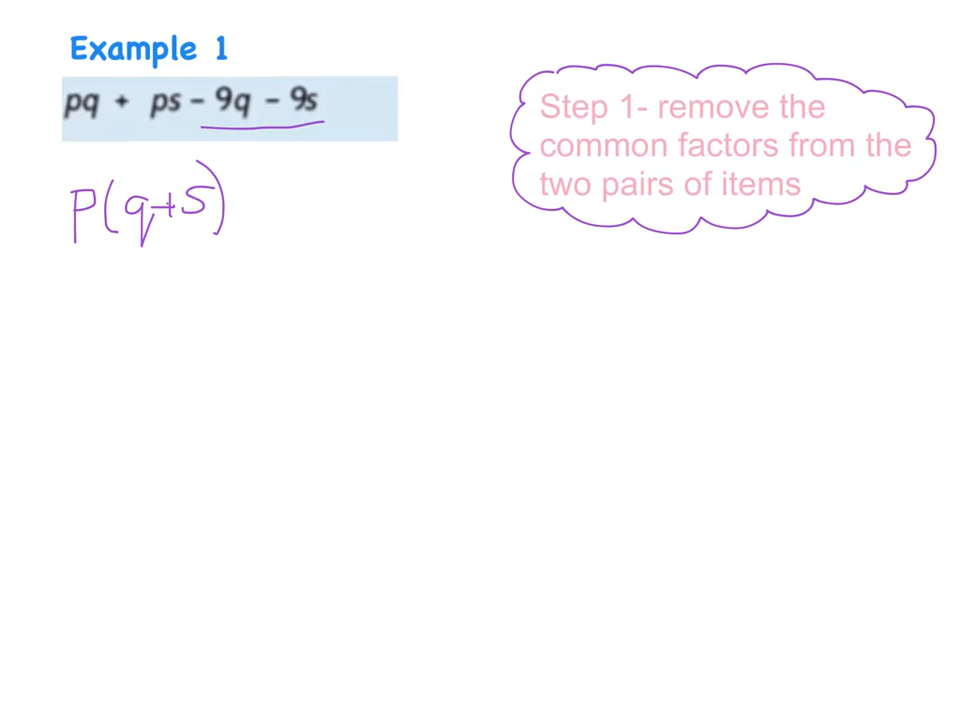 Example 1
pq + ps - 9q - 9s
p(q+s)
Step 1- remove the
common factors from the
two pairs of items